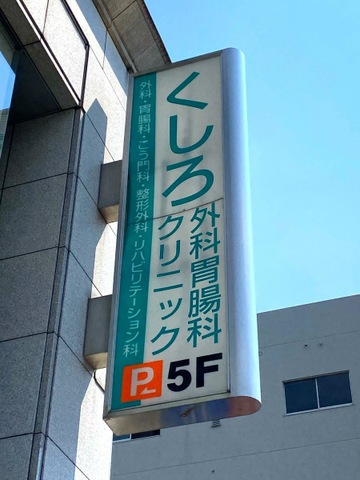 くしろ
外科胃腸科
クリニック
外科・胃腸科・こう門科・整形外科・リハビリテーション科
P 5F